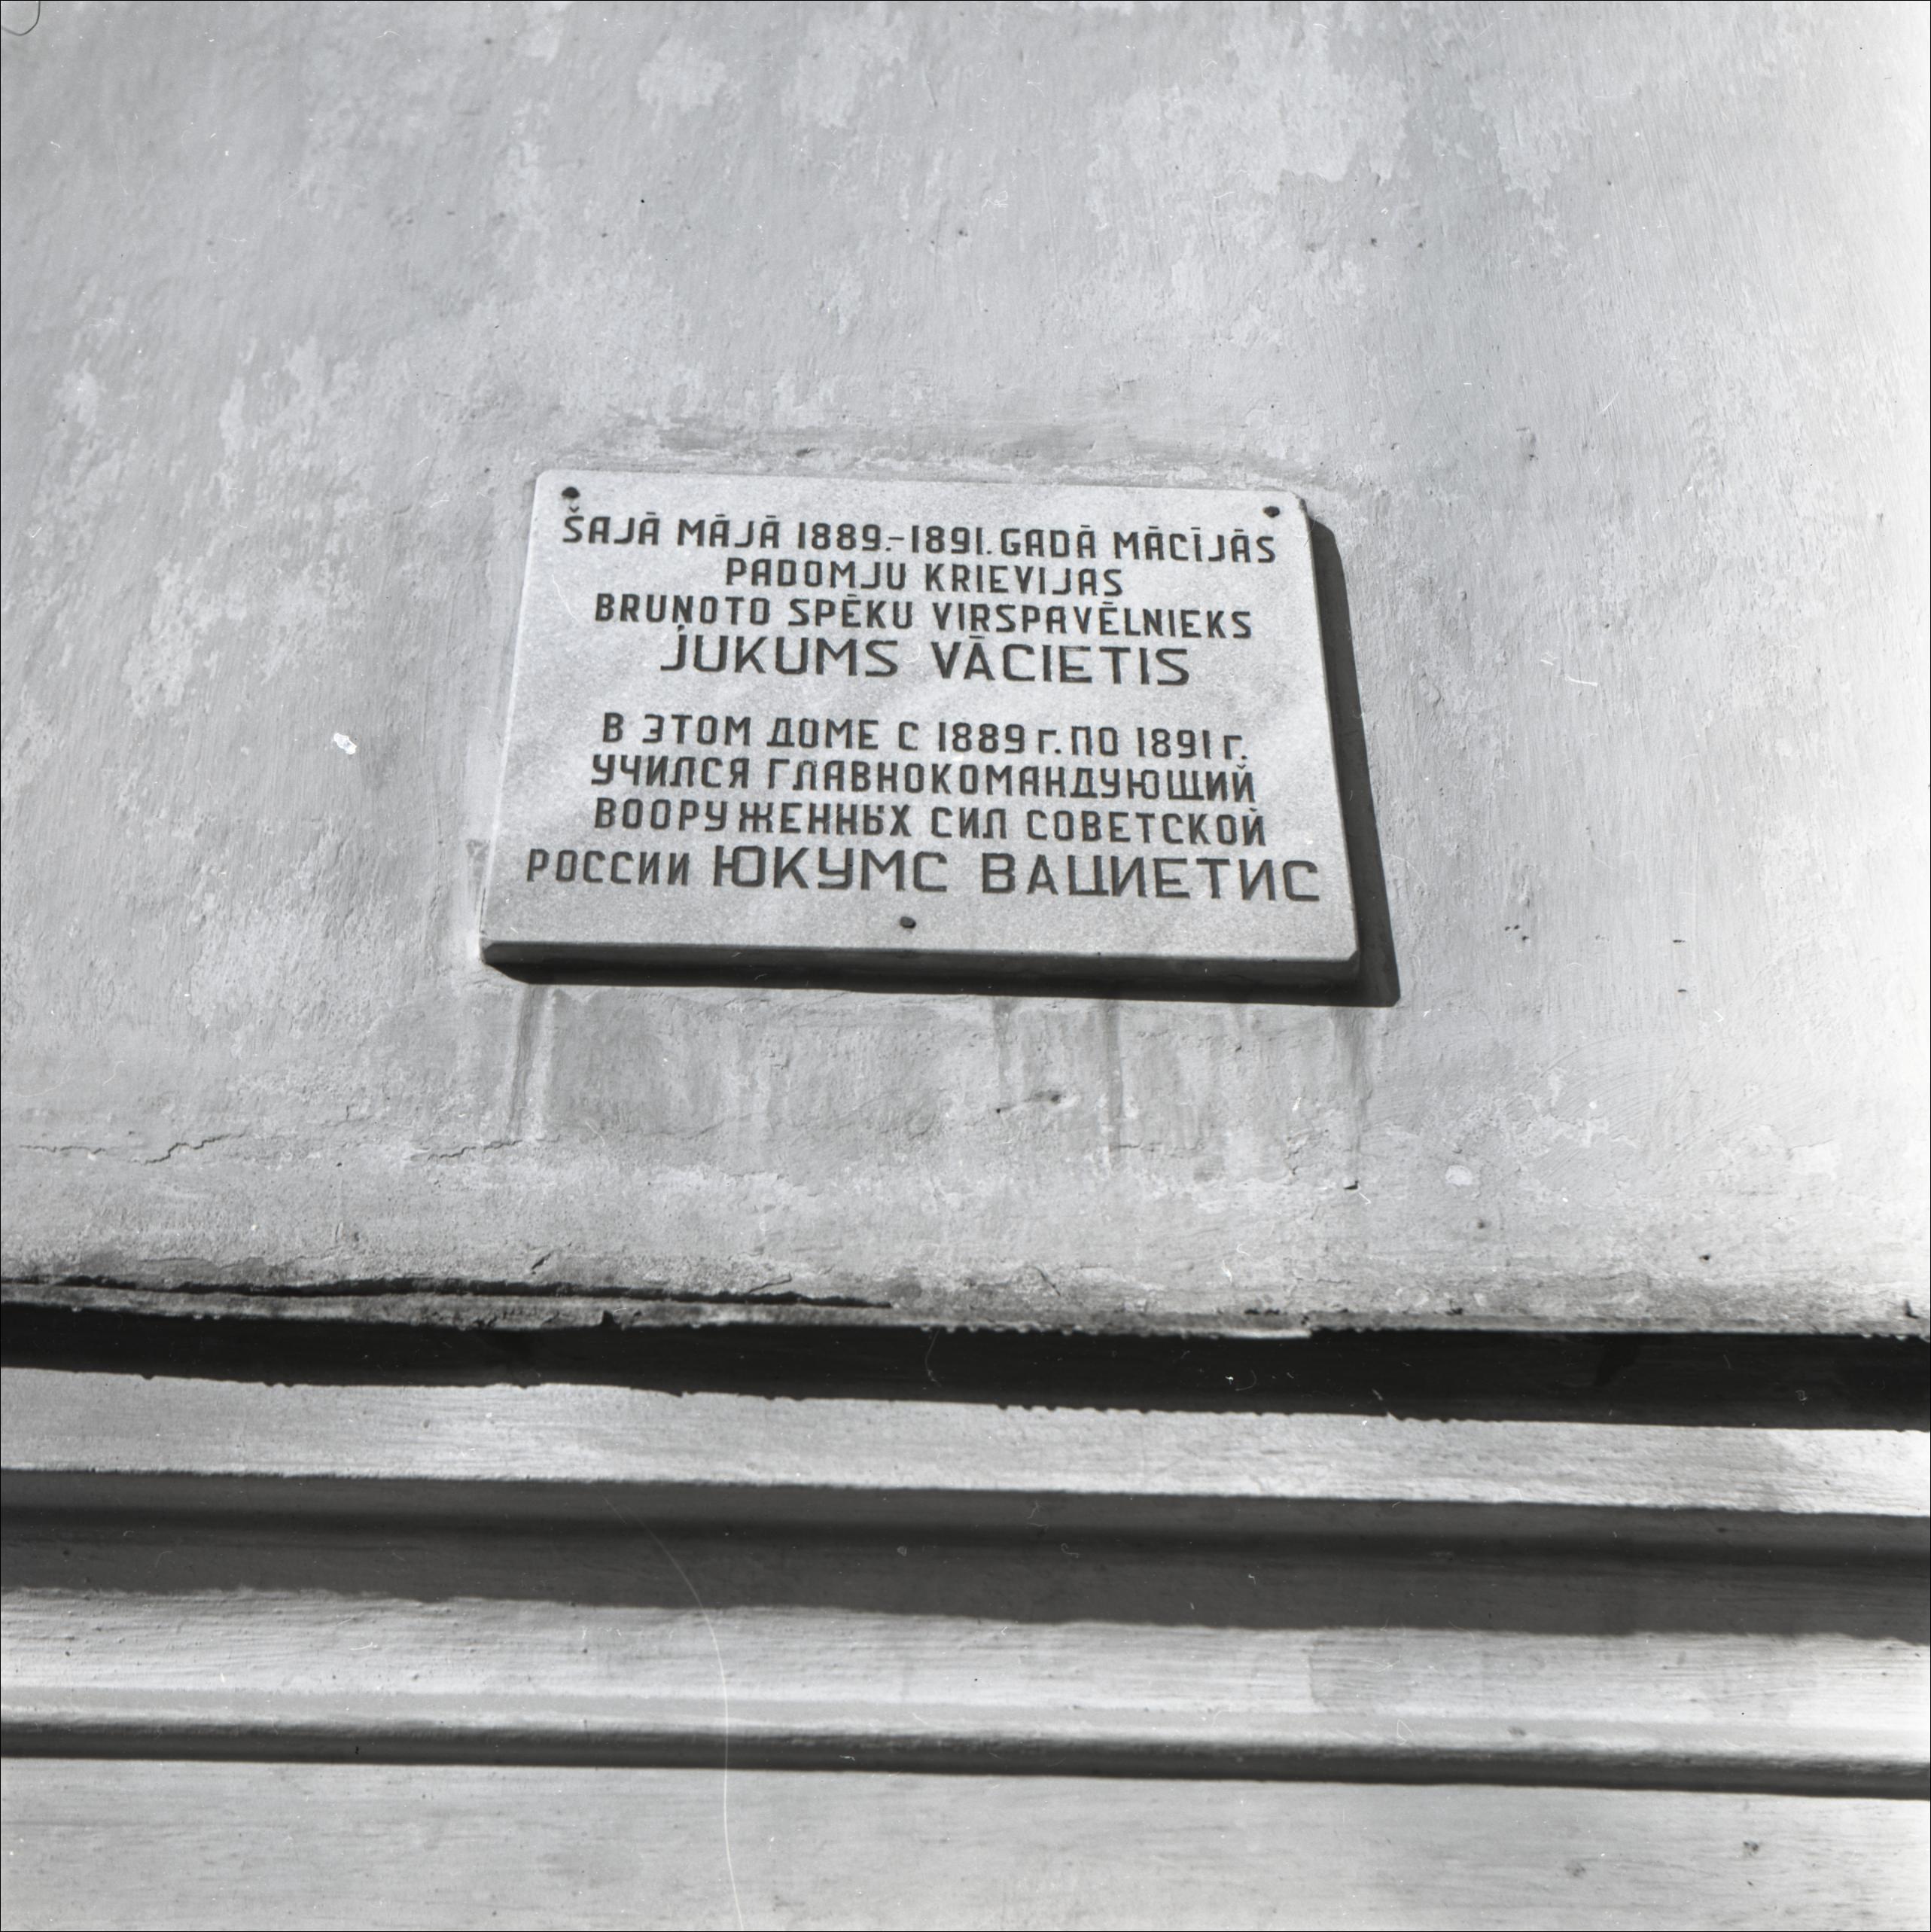 ŠAJĀ MĀJĀ 1889.-1891. GADĀ MĀCĪJĀS
PADOMJU KRIEVIJAS
BRUŅOTO SPĒKU VIRSPAVĒLNIEKS
JUKUMS VĀCIETIS
В ЭТОМ ДОМЕ С 1889 г. ПО 1891 г.
УЧИЛСЯ ГЛАВНОКОМАНДУЮЩИЙ
ВООРУЖЕННЫХ СИЛ СОВЕТСКОЙ
РОССИИ ЮКУМС ВАЦИЕТИС